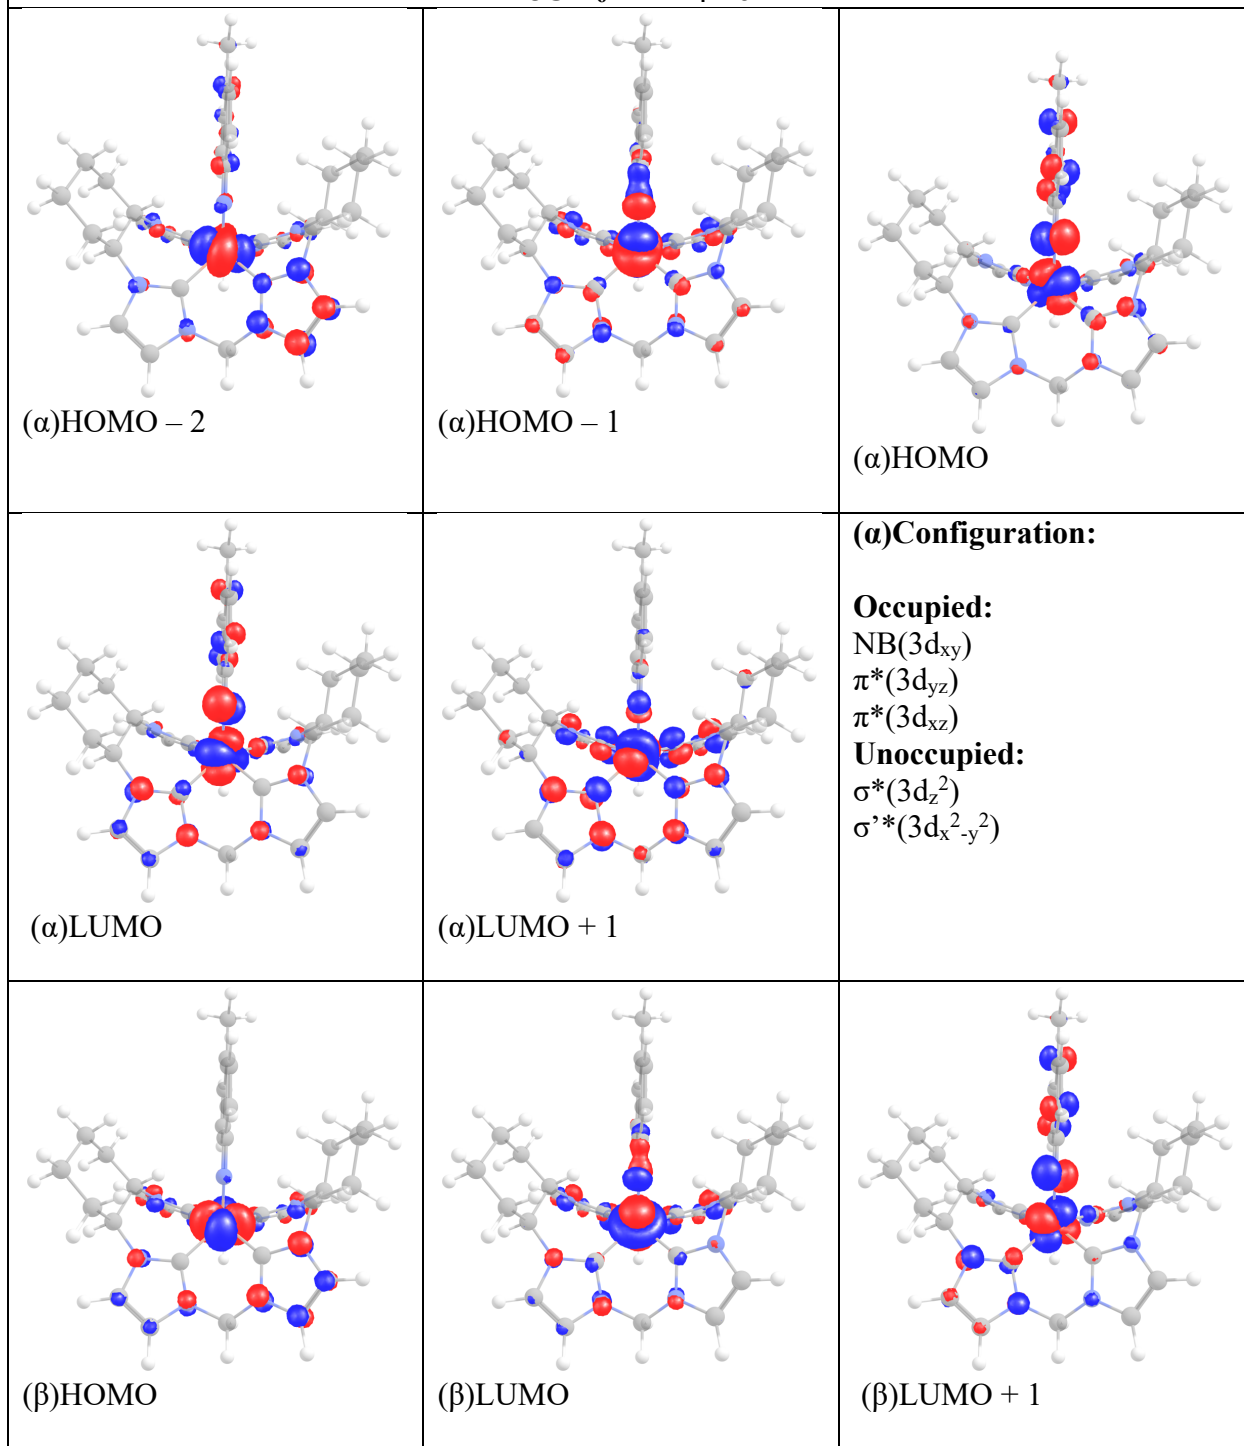 (α)HOMO – 2
(α)HOMO – 1
(α)HOMO
(α)LUMO
(α)LUMO + 1
(α)Configuration:
Occupied:
NB(3dxy)
π*(3dyz)
π*(3dxz)
Unoccupied:
σ*(3dz²)
σ’*(3dx²-y²)
(β)HOMO
(β)LUMO
(β)LUMO + 1